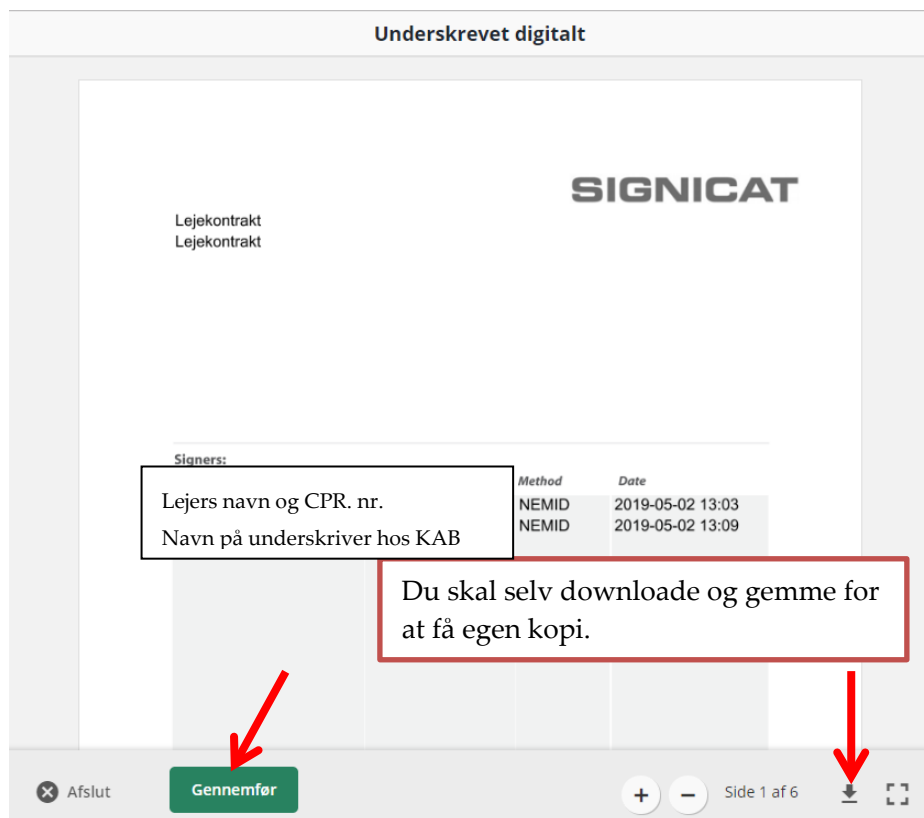 Underskrevet digitalt
SIGNICAT
Lejekontrakt
Lejekontrakt
Signers:
Method Date
Lejers navn og CPR. nr.
NEMID 2019-05-02 13:03
Navn på underskriver hos KAB
NEMID 2019-05-02 13:09
Du skal selv downloade og gemme for
at få egen kopi.
Afslut
Gennemfør
+ − Side 1 af 6